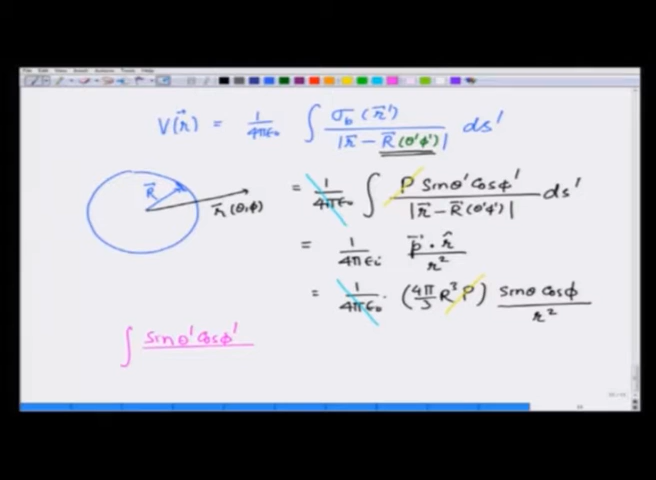 V(r⃗) = 1/4πε₀ ∫ σ_b(r⃗')/|r⃗ − R⃗(θ'φ')| ds'
R⃗
r⃗(θ,φ)
= 1/4πε₀ ∫ P Sinθ' Cosφ'/|r⃗ − R⃗(θ'φ')| ds'
= 1/4πε₀ p⃗ · r̂/r²
= 1/4πε₀ · (4π/3 R³ P) sinθ cosφ/r²
∫ sinθ' cosφ'